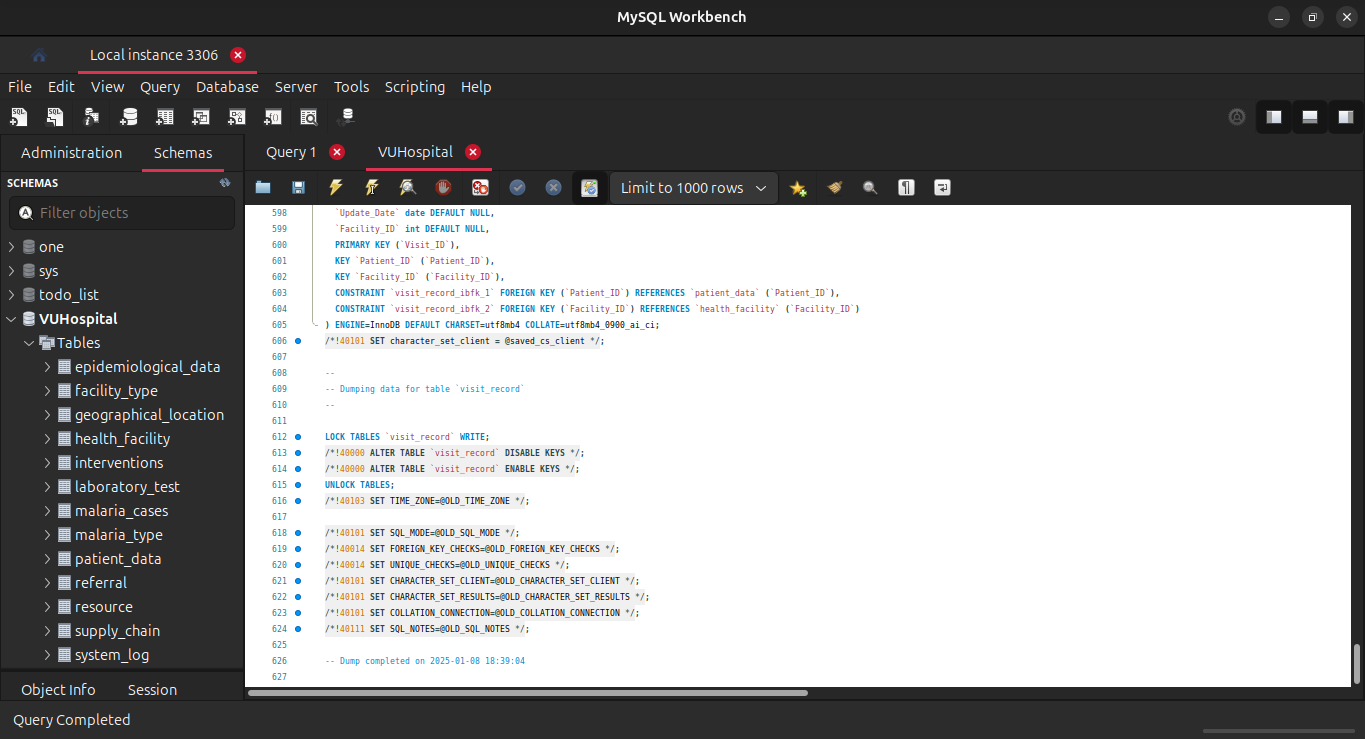 MySQL Workbench
Local instance 3306
File Edit View Query Database Server Tools Scripting Help
Administration Schemas
Query 1 VUHospital
SCHEMAS
Limit to 1000 rows
Filter objects
one
sys
todo_list
VUHospital
Tables
epidemiological_data
facility_type
geographical_location
health_facility
interventions
laboratory_test
malaria_cases
malaria_type
patient_data
referral
resource
supply_chain
system_log
Object Info Session
598 `Update_Date` date DEFAULT NULL,
599 `Facility_ID` int DEFAULT NULL,
600 PRIMARY KEY (`Visit_ID`),
601 KEY `Patient_ID` (`Patient_ID`),
602 KEY `Facility_ID` (`Facility_ID`),
603 CONSTRAINT `visit_record_ibfk_1` FOREIGN KEY (`Patient_ID`) REFERENCES `patient_data` (`Patient_ID`),
604 CONSTRAINT `visit_record_ibfk_2` FOREIGN KEY (`Facility_ID`) REFERENCES `health_facility` (`Facility_ID`)
605 ) ENGINE=InnoDB DEFAULT CHARSET=utf8mb4 COLLATE=utf8mb4_0900_ai_ci;
606 /*!40101 SET character_set_client = @saved_cs_client */;
607
608 --
609 -- Dumping data for table `visit_record`
610 --
611
612 LOCK TABLES `visit_record` WRITE;
613 /*!40000 ALTER TABLE `visit_record` DISABLE KEYS */;
614 /*!40000 ALTER TABLE `visit_record` ENABLE KEYS */;
615 UNLOCK TABLES;
616 /*!40103 SET TIME_ZONE=@OLD_TIME_ZONE */;
617
618 /*!40101 SET SQL_MODE=@OLD_SQL_MODE */;
619 /*!40014 SET FOREIGN_KEY_CHECKS=@OLD_FOREIGN_KEY_CHECKS */;
620 /*!40014 SET UNIQUE_CHECKS=@OLD_UNIQUE_CHECKS */;
621 /*!40101 SET CHARACTER_SET_CLIENT=@OLD_CHARACTER_SET_CLIENT */;
622 /*!40101 SET CHARACTER_SET_RESULTS=@OLD_CHARACTER_SET_RESULTS */;
623 /*!40101 SET COLLATION_CONNECTION=@OLD_COLLATION_CONNECTION */;
624 /*!40111 SET SQL_NOTES=@OLD_SQL_NOTES */;
625
626 -- Dump completed on 2025-01-08 18:39:04
627
Query Completed